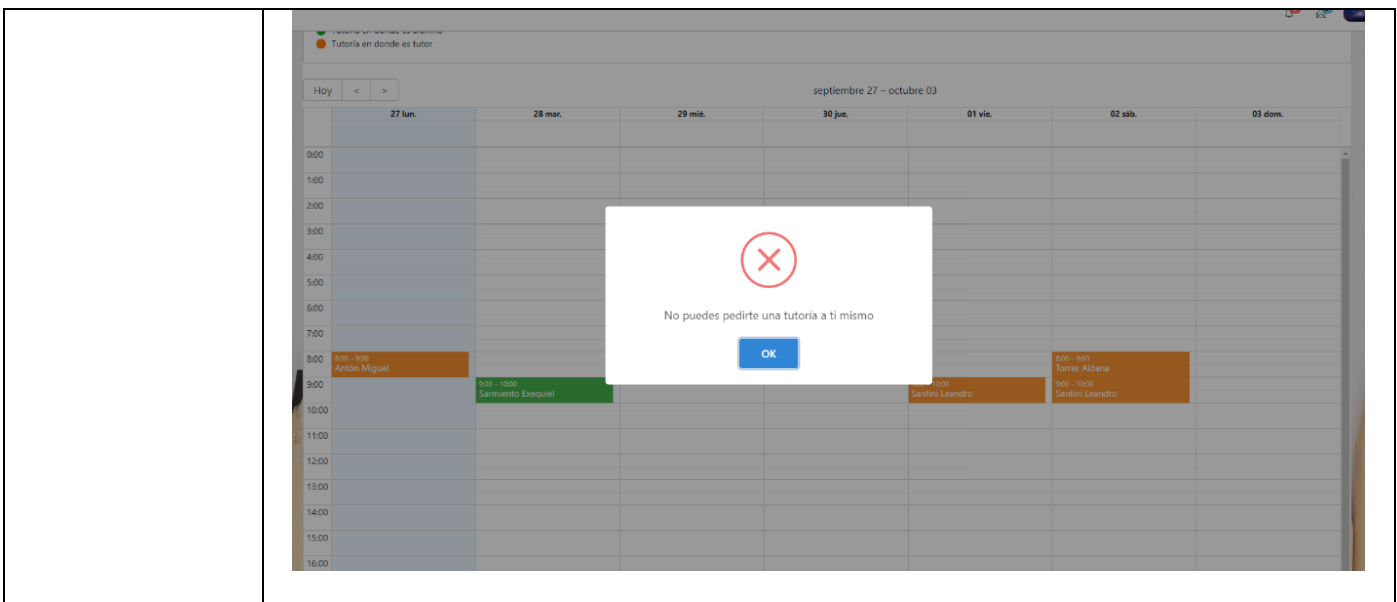 Tutoría en donde es tutor
Hoy < > septiembre 27 – octubre 03
27 lun. 28 mar. 29 mié. 30 jue. 01 vie. 02 sáb. 03 dom.
0:00
1:00
2:00
3:00
4:00
5:00
6:00
7:00
No puedes pedirte una tutoría a ti mismo
OK
8:00
8:00 – 9:00
Antón Miguel
8:00 – 9:00
Torres Aldana
9:00
9:00 – 10:00
Sarmiento Exequiel
10:00
Santini Leandro
9:00 – 10:00
Santini Leandro
10:00
11:00
12:00
13:00
14:00
15:00
16:00